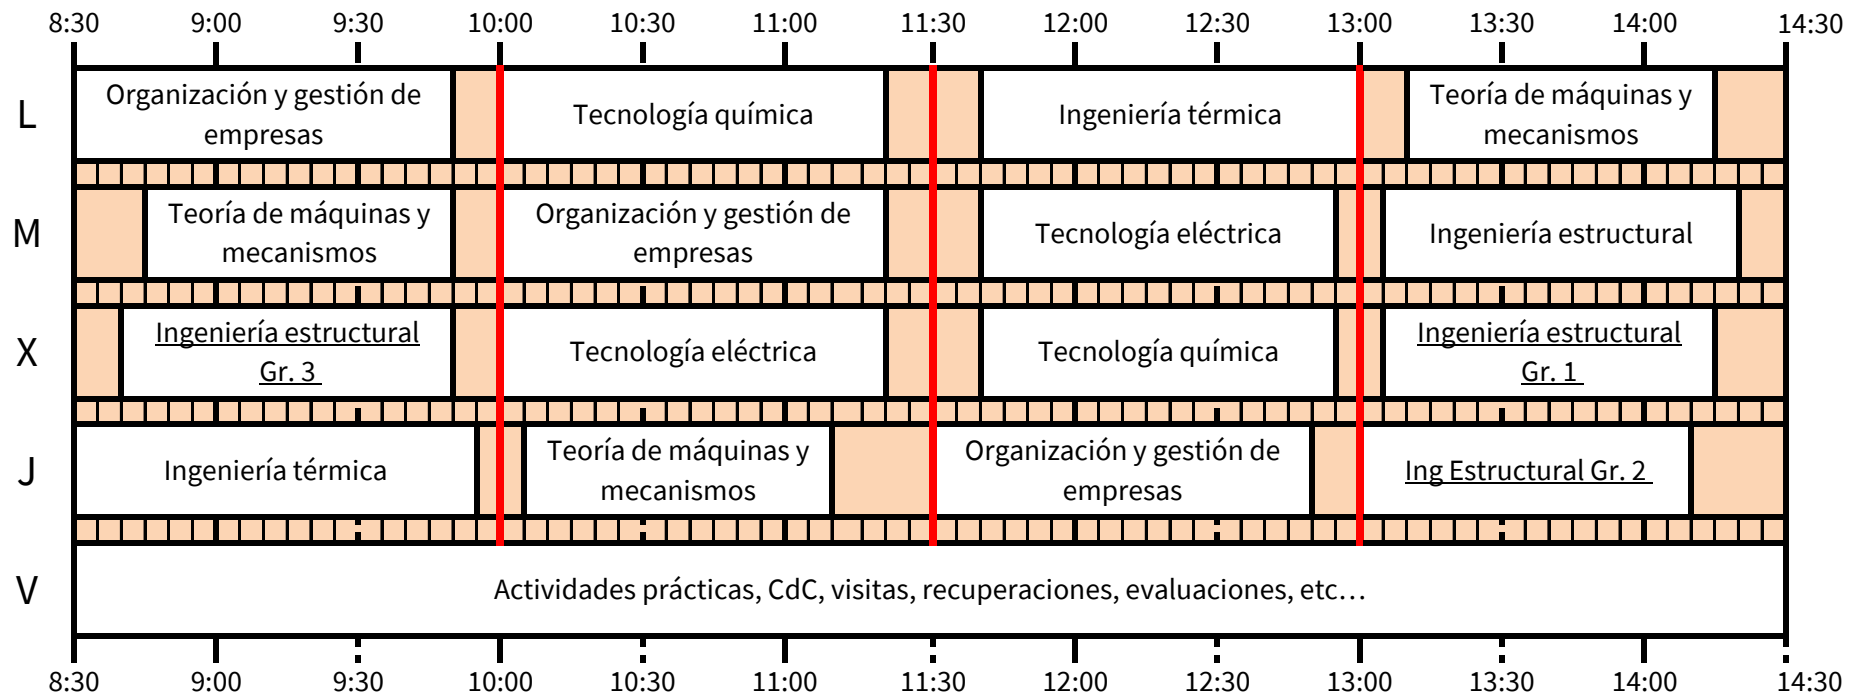 8:30 9:00 9:30 10:00 10:30 11:00 11:30 12:00 12:30 13:00 13:30 14:00 14:30
L
Organización y gestión de
empresas
Tecnología química
Ingeniería térmica
Teoría de máquinas y
mecanismos
M
Teoría de máquinas y
mecanismos
Organización y gestión de
empresas
Tecnología eléctrica
Ingeniería estructural
X
Ingeniería estructural
Gr. 3
Tecnología eléctrica
Tecnología química
Ingeniería estructural
Gr. 1
J
Ingeniería térmica
Teoría de máquinas y
mecanismos
Organización y gestión de
empresas
Ing Estructural Gr. 2
V
Actividades prácticas, CdC, visitas, recuperaciones, evaluaciones, etc…
8:30 9:00 9:30 10:00 10:30 11:00 11:30 12:00 12:30 13:00 13:30 14:00 14:30